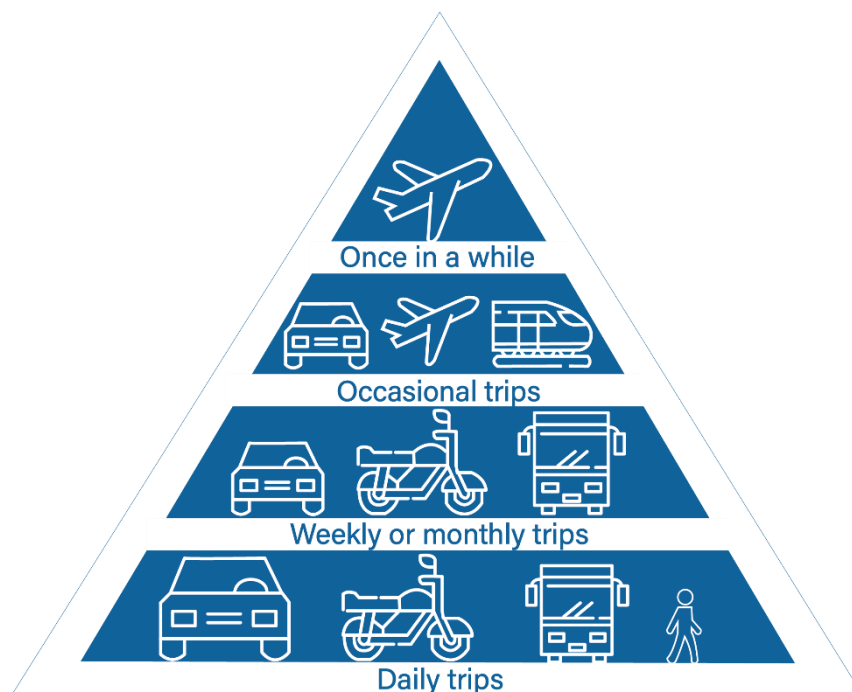 Once in a while
Occasional trips
Weekly or monthly trips
Daily trips